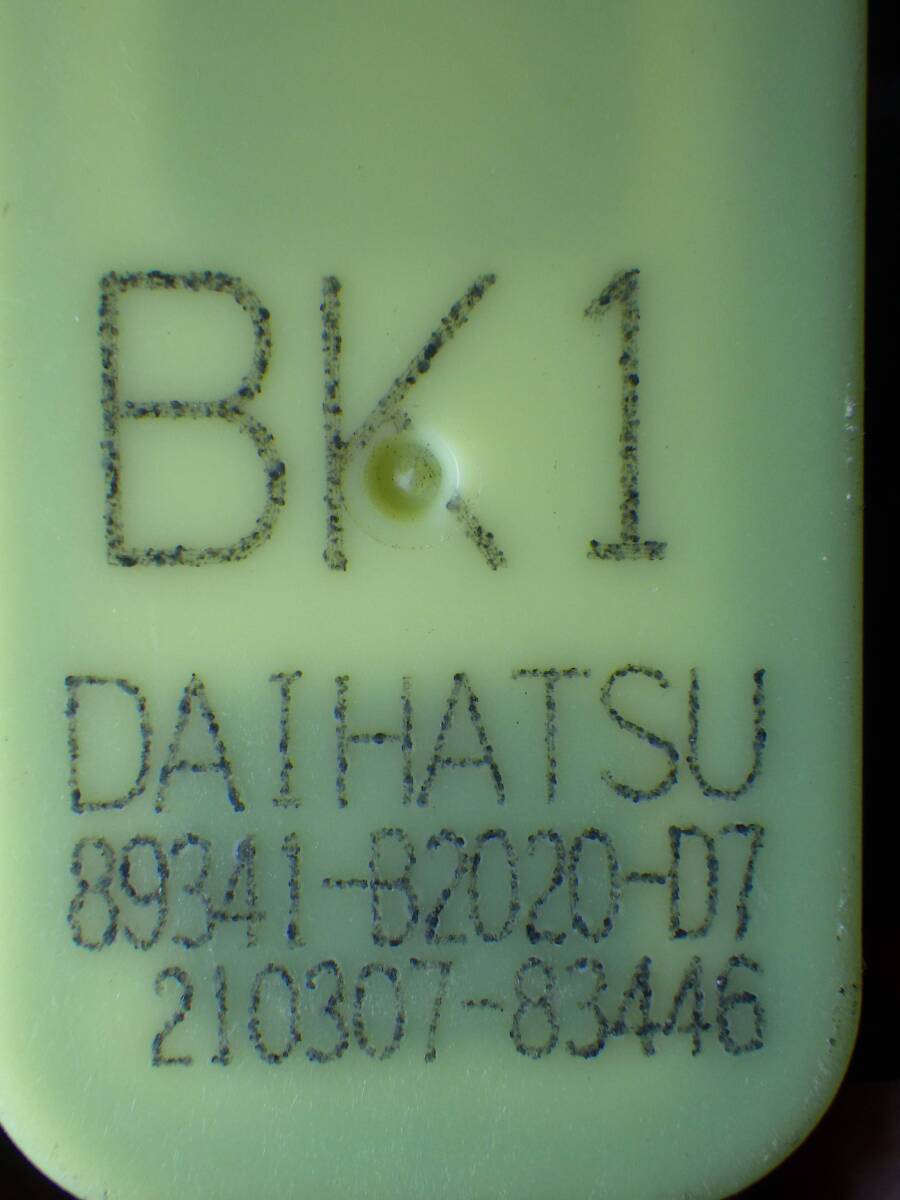 BK1
DAIHATSU
89341-B2020-D7
210307-83446